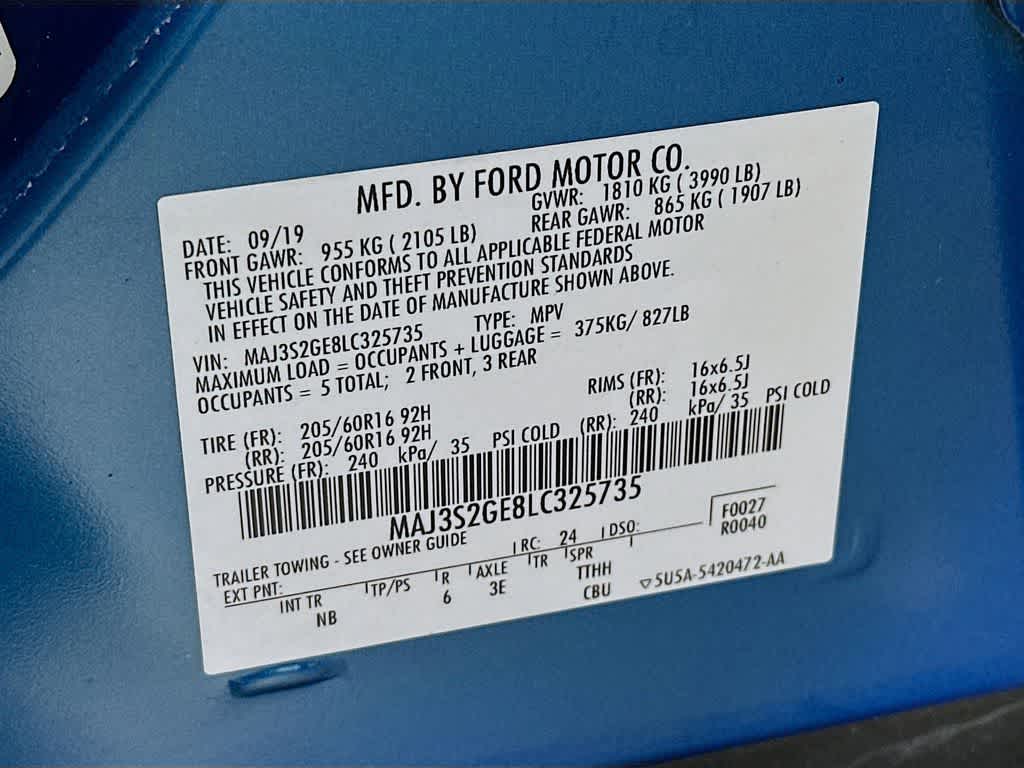 MFD. BY FORD MOTOR CO.
DATE: 09/19 GVWR: 1810 KG ( 3990 LB)
FRONT GAWR: 955 KG ( 2105 LB) REAR GAWR: 865 KG ( 1907 LB)
THIS VEHICLE CONFORMS TO ALL APPLICABLE FEDERAL MOTOR
VEHICLE SAFETY AND THEFT PREVENTION STANDARDS
IN EFFECT ON THE DATE OF MANUFACTURE SHOWN ABOVE.
VIN: MAJ3S2GE8LC325735 TYPE: MPV
MAXIMUM LOAD = OCCUPANTS + LUGGAGE = 375KG/ 827LB
OCCUPANTS = 5 TOTAL; 2 FRONT, 3 REAR
TIRE (FR): 205/60R16 92H RIMS (FR): 16x6.5J
(RR): 205/60R16 92H (RR): 16x6.5J
PRESSURE (FR): 240 kPa/ 35 PSI COLD (RR): 240 kPa/ 35 PSI COLD
MAJ3S2GE8LC325735
TRAILER TOWING - SEE OWNER GUIDE
F0027
EXT PNT: RC: 24 DSO: R0040
INT TR TP/PS R AXLE TR SPR
NB 6 3E TTHH
CBU 5U5A-5420472-AA